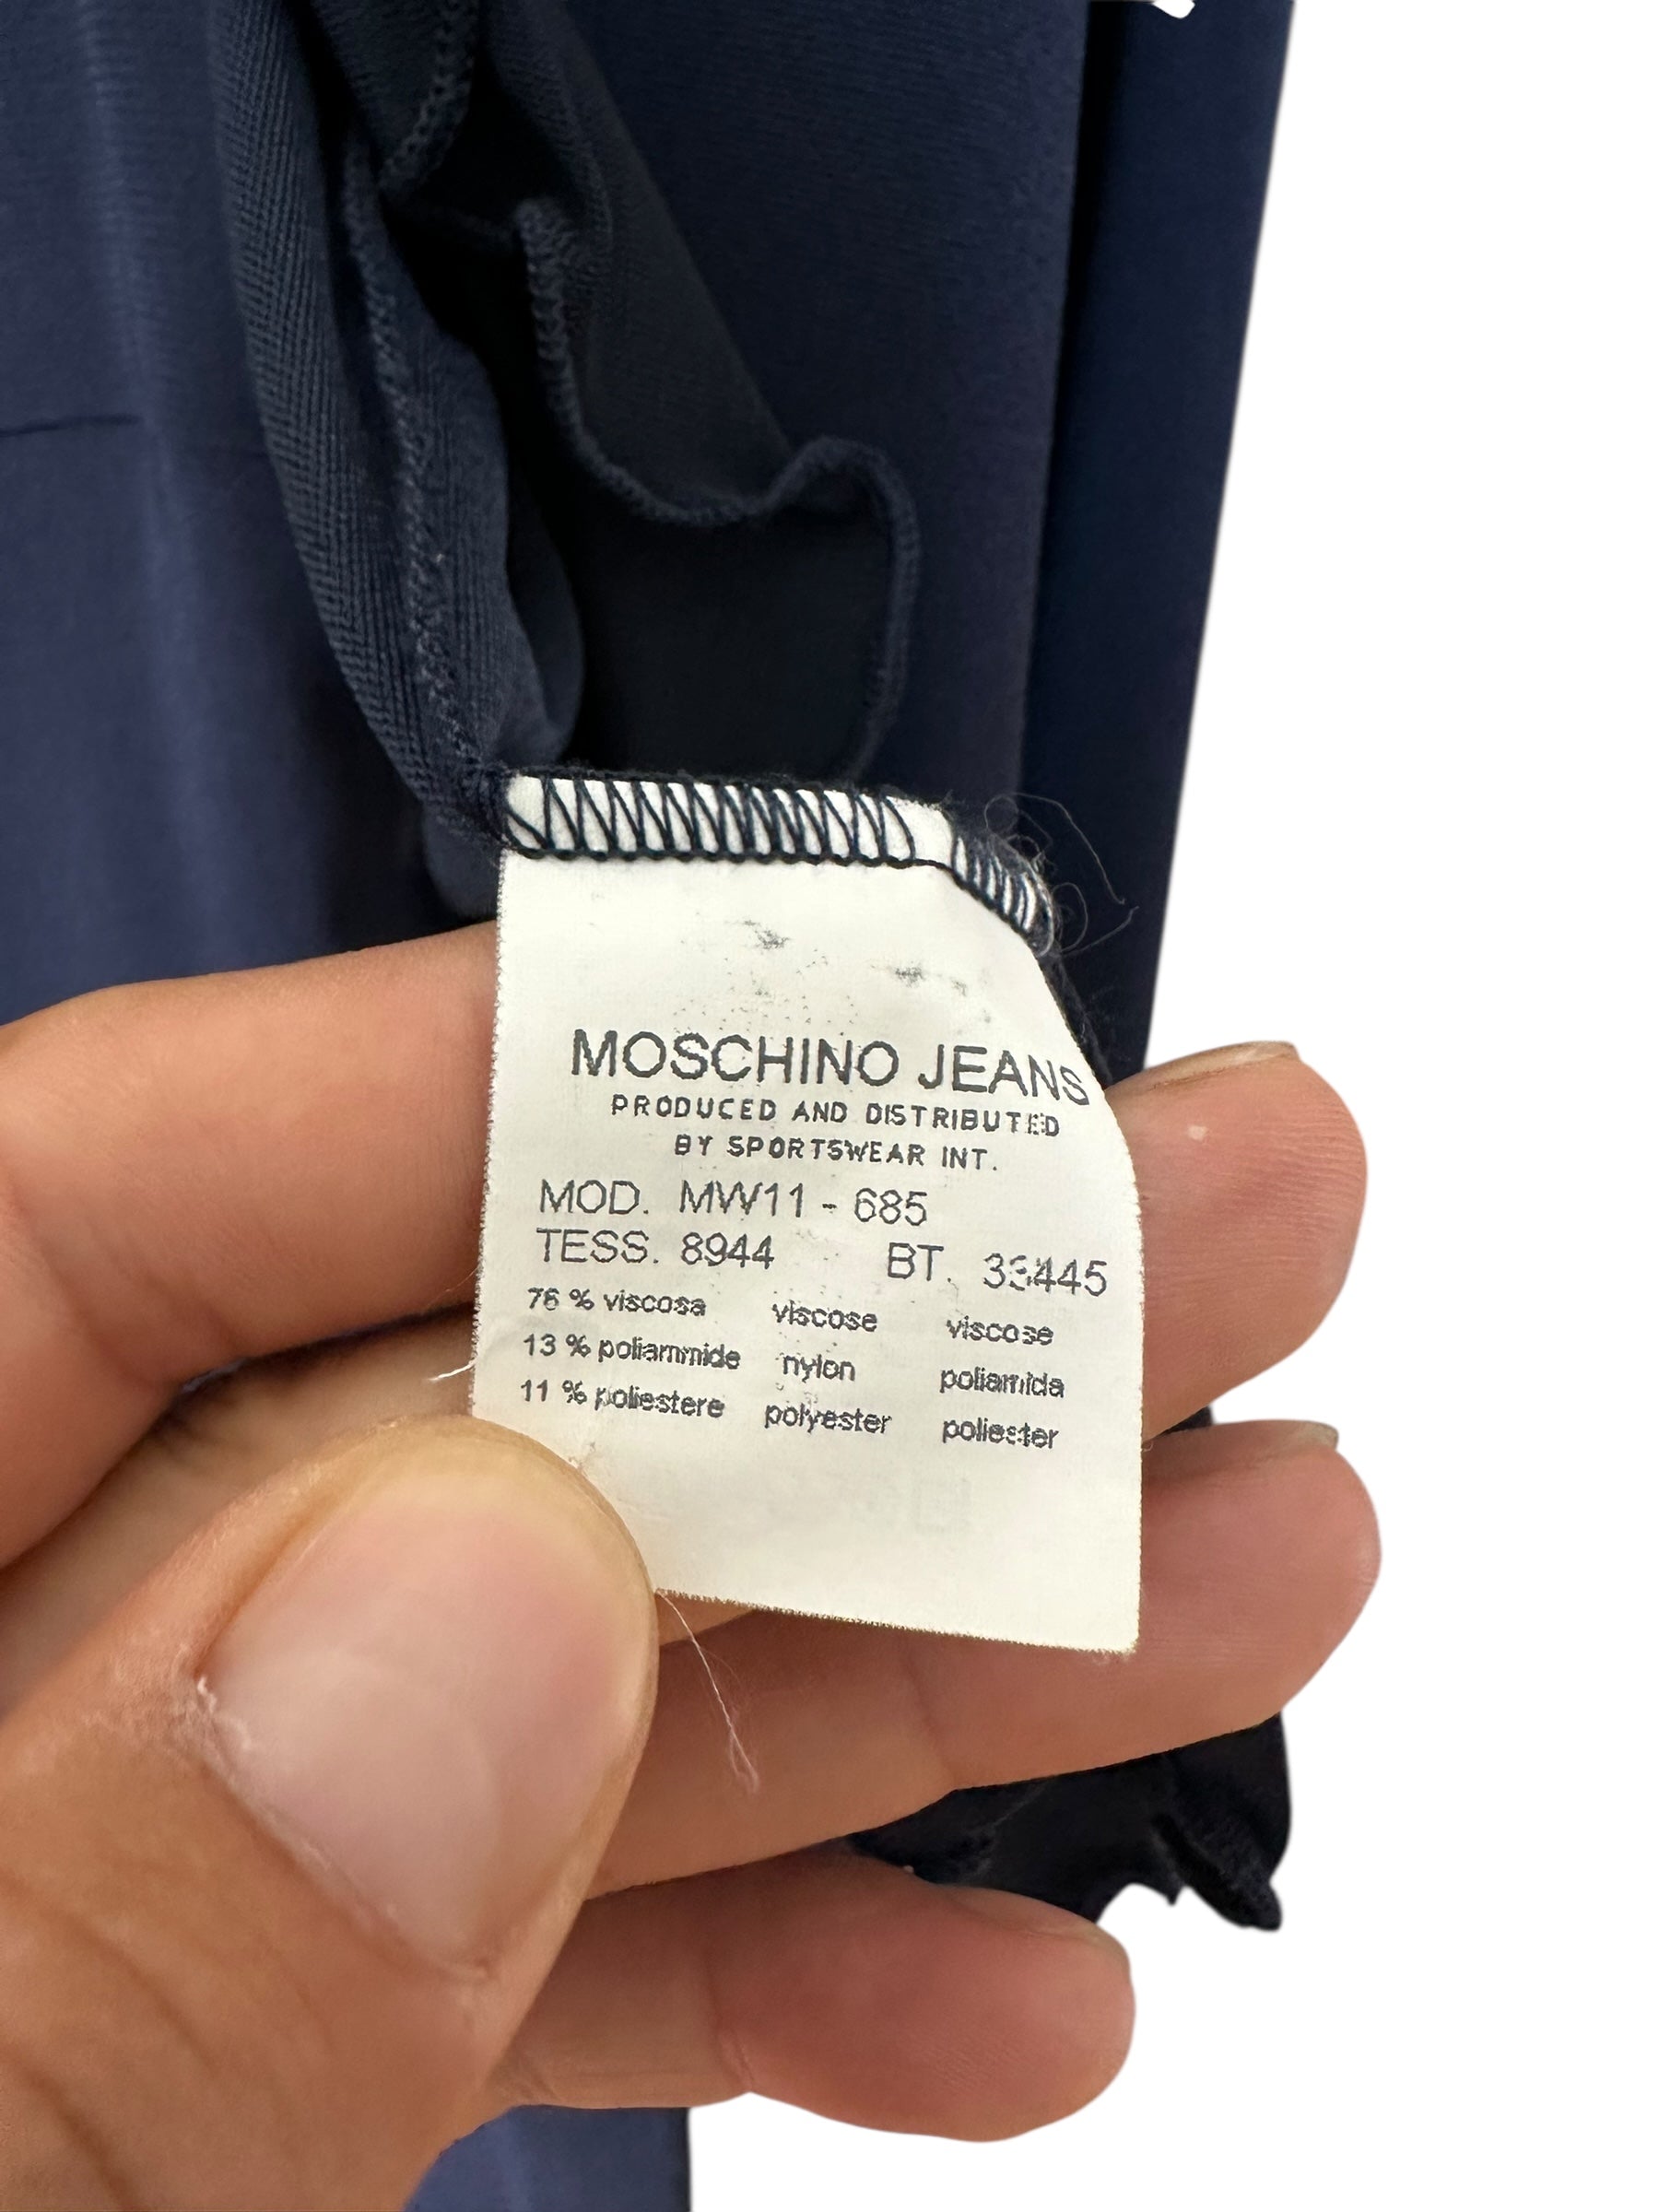 MOSCHINO JEANS
PRODUCED AND DISTRIBUTED
BY SPORTSWEAR INT.
MOD. MW11 - 685
TESS. 8944 BT. 33445
76 % viscosa viscose viscose
13 % poliammide nylon poliamida
11 % poliestere polyester poliester